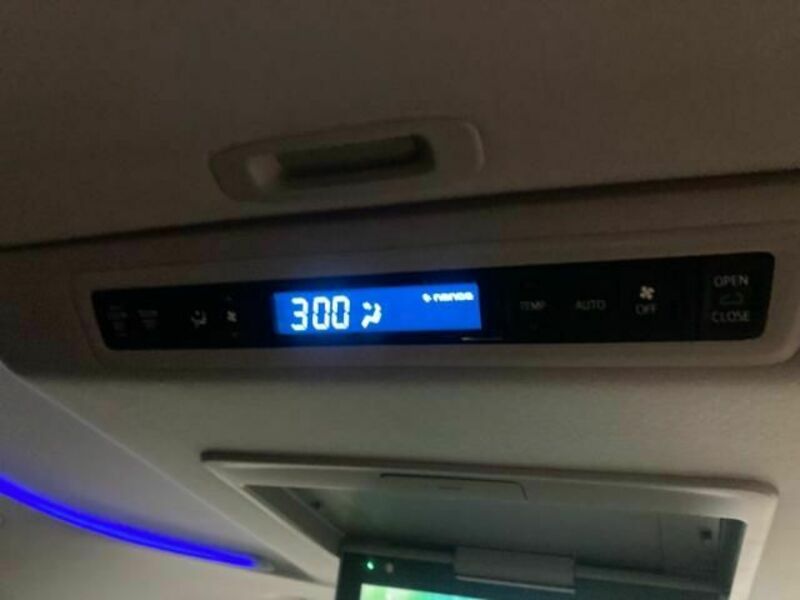 300
nanoe
TEMP
AUTO
OFF
OPEN
CLOSE